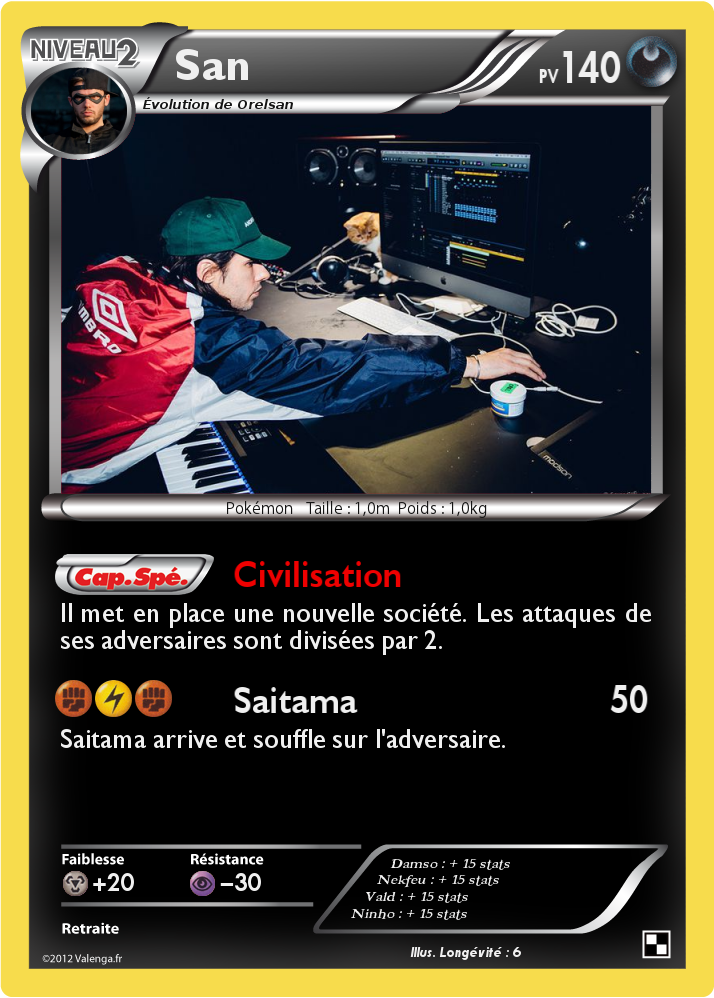 NIVEAU2
San
PV140
Évolution de Orelsan
UMBRO
modson
Pokémon Taille : 1,0m Poids : 1,0kg
Cap.Spé. Civilisation
Il met en place une nouvelle société. Les attaques de
ses adversaires sont divisées par 2.
Saitama 50
Saitama arrive et souffle sur l'adversaire.
Faiblesse Résistance
+20 –30
Damso : + 15 stats
Nekfeu : + 15 stats
Vald : + 15 stats
Ninho : + 15 stats
Retraite
Illus. Longévité : 6
©2012 Valenga.fr